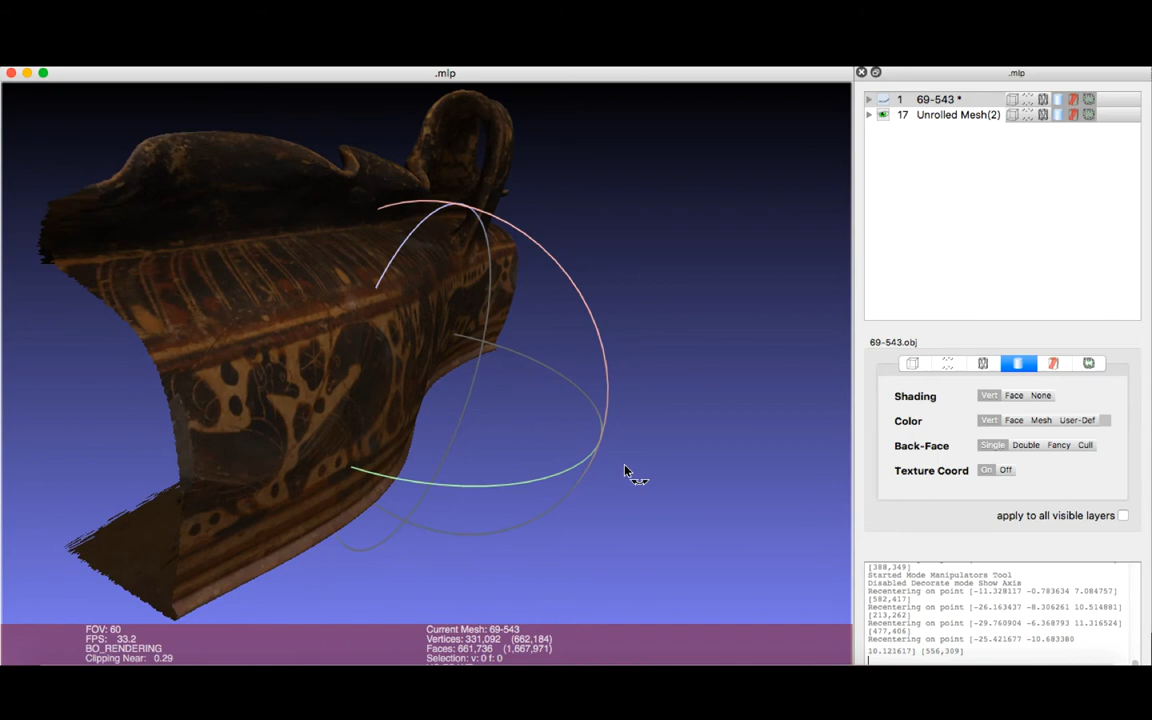 .mlp
.mlp
1 69-543 *
17 Unrolled Mesh(2)
69-543.obj
Shading Vert Face None
Color Vert Face Mesh User-Def
Back-Face Single Double Fancy Cull
Texture Coord On Off
apply to all visible layers
[388,349]
Started Mode Manipulators Tool
Disabled Decorate mode Show Axis
Recentering on point [-11.328117 -0.783634 7.084757]
[582,417]
Recentering on point [-26.163437 -8.306261 10.514881]
[213,262]
Recentering on point [-29.760904 -6.368793 11.316524]
[477,406]
Recentering on point [-25.421677 -10.683380
10.121617] [556,309]
FOV: 60
FPS: 33.2
BO_RENDERING
Clipping Near: 0.29
Current Mesh: 69-543
Vertices: 331,092 (662,184)
Faces: 661,736 (1,667,971)
Selection: v: 0 f: 0